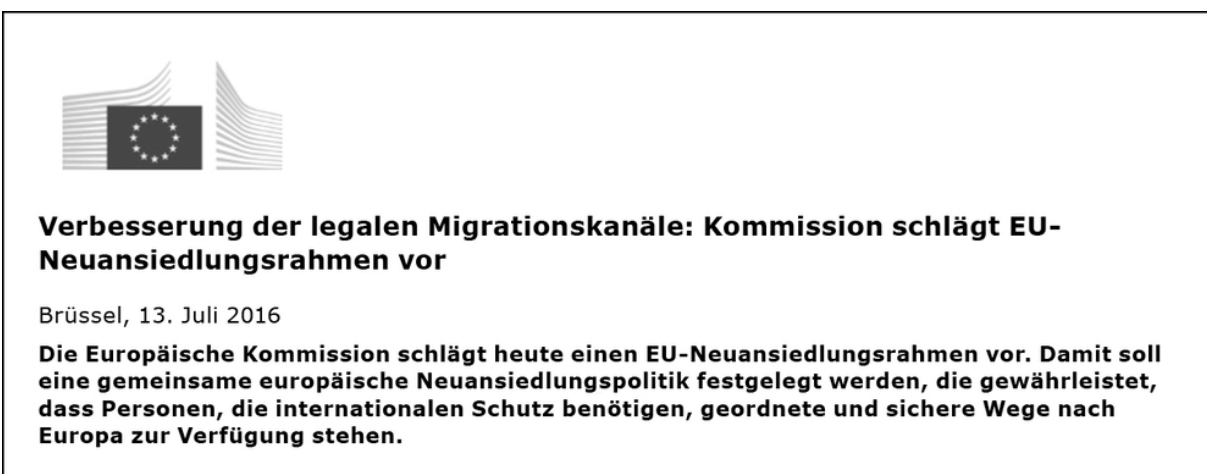 Verbesserung der legalen Migrationskanäle: Kommission schlägt EU-
Neuansiedlungsrahmen vor
Brüssel, 13. Juli 2016
Die Europäische Kommission schlägt heute einen EU-Neuansiedlungsrahmen vor. Damit soll
eine gemeinsame europäische Neuansiedlungspolitik festgelegt werden, die gewährleistet,
dass Personen, die internationalen Schutz benötigen, geordnete und sichere Wege nach
Europa zur Verfügung stehen.